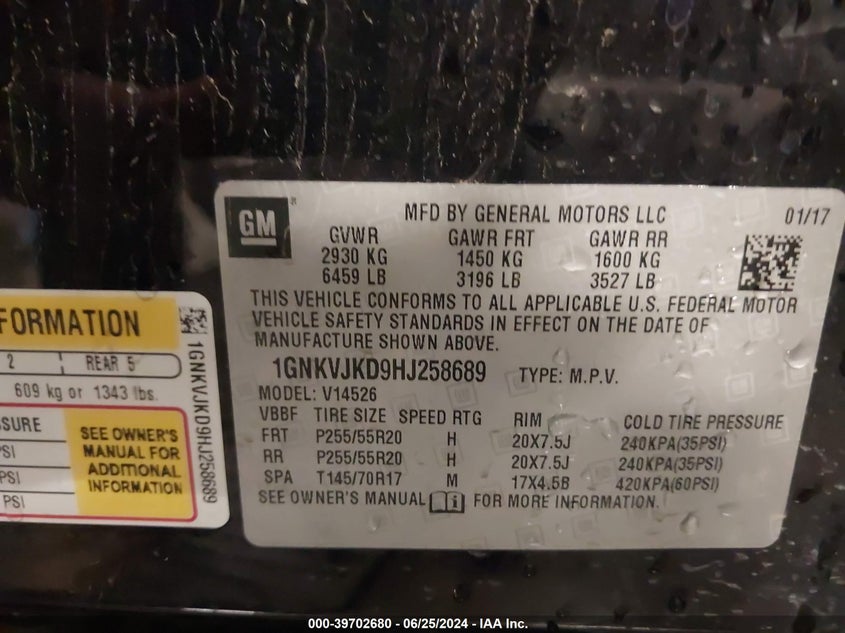 GM
MFD BY GENERAL MOTORS LLC 01/17
GVWR GAWR FRT GAWR RR
2930 KG 1450 KG 1600 KG
6459 LB 3196 LB 3527 LB
THIS VEHICLE CONFORMS TO ALL APPLICABLE U.S. FEDERAL MOTOR
VEHICLE SAFETY STANDARDS IN EFFECT ON THE DATE OF
MANUFACTURE SHOWN ABOVE.
1GNKVJKD9HJ258689 TYPE: M.P.V.
MODEL: V14526
VBBF TIRE SIZE SPEED RTG RIM COLD TIRE PRESSURE
FRT P255/55R20 H 20X7.5J 240KPA(35PSI)
RR P255/55R20 H 20X7.5J 240KPA(35PSI)
SPA T145/70R17 M 17X4.5B 420KPA(60PSI)
SEE OWNER'S MANUAL FOR MORE INFORMATION.
FORMATION
2 REAR 5
609 kg or 1343 lbs.
SURE
PSI
PSI
PSI
SEE OWNER'S
MANUAL FOR
ADDITIONAL
INFORMATION
1GNKVJKD9HJ258689
000-39702680 - 06/25/2024 - IAA Inc.